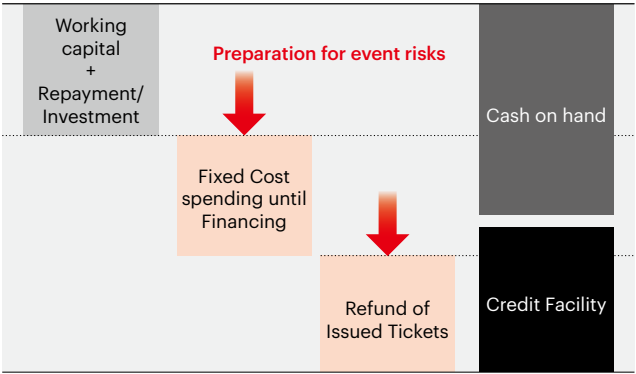 Working
capital
+
Repayment/
Investment
Preparation for event risks
Cash on hand
Fixed Cost
spending until
Financing
Refund of
Issued Tickets
Credit Facility